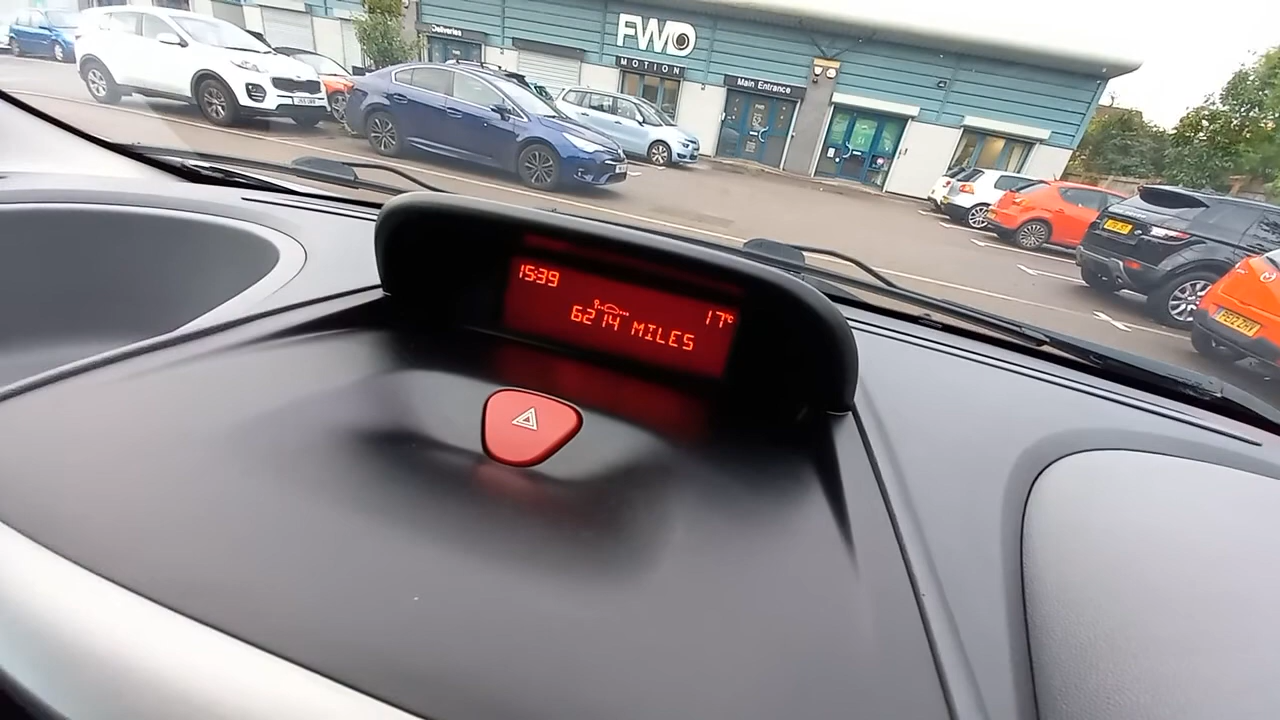 Deliveries
FWD
MOTION
Main Entrance
15:39
17°C
6214 MILES